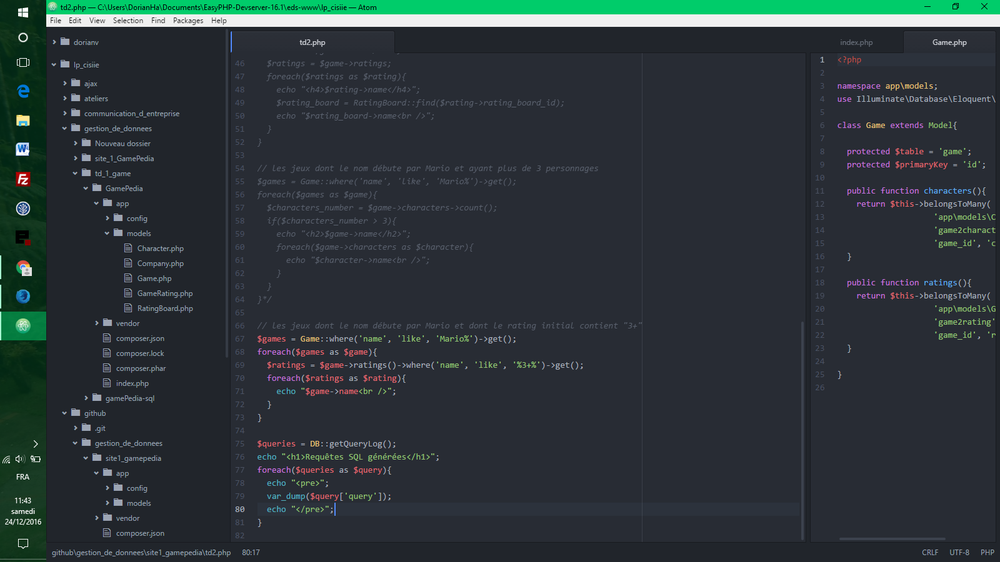 td2.php — C:\Users\DorianHa\Documents\EasyPHP-Devserver-16.1\eds-www\lp_cisiie — Atom
File Edit View Selection Find Packages Help
dorianv
lp_cisiie
ajax
ateliers
communication_d_entreprise
gestion_de_donnees
Nouveau dossier
site_1_GamePedia
td_1_game
GamePedia
app
config
models
Character.php
Company.php
Game.php
GameRating.php
RatingBoard.php
vendor
composer.json
composer.lock
composer.phar
index.php
gamePedia-sql
github
.git
gestion_de_donnees
site1_gamepedia
app
config
models
vendor
composer.json
td2.php
46 $ratings = $game->ratings;
47 foreach($ratings as $rating){
48 echo "<h4>$rating->name</h4>";
49 $rating_board = RatingBoard::find($rating->rating_board_id);
50 echo "$rating_board->name<br />";
51 }
52 }
53
54 // les jeux dont le nom débute par Mario et ayant plus de 3 personnages
55 $games = Game::where('name', 'like', 'Mario%')->get();
56 foreach($games as $game){
57 $characters_number = $game->characters->count();
58 if($characters_number > 3){
59 echo "<h2>$game->name</h2>";
60 foreach($game->characters as $character){
61 echo "$character->name<br />";
62 }
63 }
64 }*/
65
66 // les jeux dont le nom débute par Mario et dont le rating initial contient "3+"
67 $games = Game::where('name', 'like', 'Mario%')->get();
68 foreach($games as $game){
69 $ratings = $game->ratings()->where('name', 'like', '%3+%')->get();
70 foreach($ratings as $rating){
71 echo "$game->name<br />";
72 }
73 }
74
75 $queries = DB::getQueryLog();
76 echo "<h1>Requêtes SQL générées</h1>";
77 foreach($queries as $query){
78 echo "<pre>";
79 var_dump($query['query']);
80 echo "</pre>";
81 }
82
index.php Game.php
1 <?php
2
3 namespace app\models;
4 use Illuminate\Database\Eloquent\
5
6 class Game extends Model{
7
8 protected $table = 'game';
9 protected $primaryKey = 'id';
10
11 public function characters(){
12 return $this->belongsToMany(
13 'app\models\C
14 'game2charact
15 'game_id', 'c
16 }
17
18 public function ratings(){
19 return $this->belongsToMany(
20 'app\models\G
21 'game2rating'
22 'game_id', 'r
23 }
24
25 }
26
FRA
11:43
samedi
24/12/2016
github\gestion_de_donnees\site1_gamepedia\td2.php 80:17
CRLF UTF-8 PHP